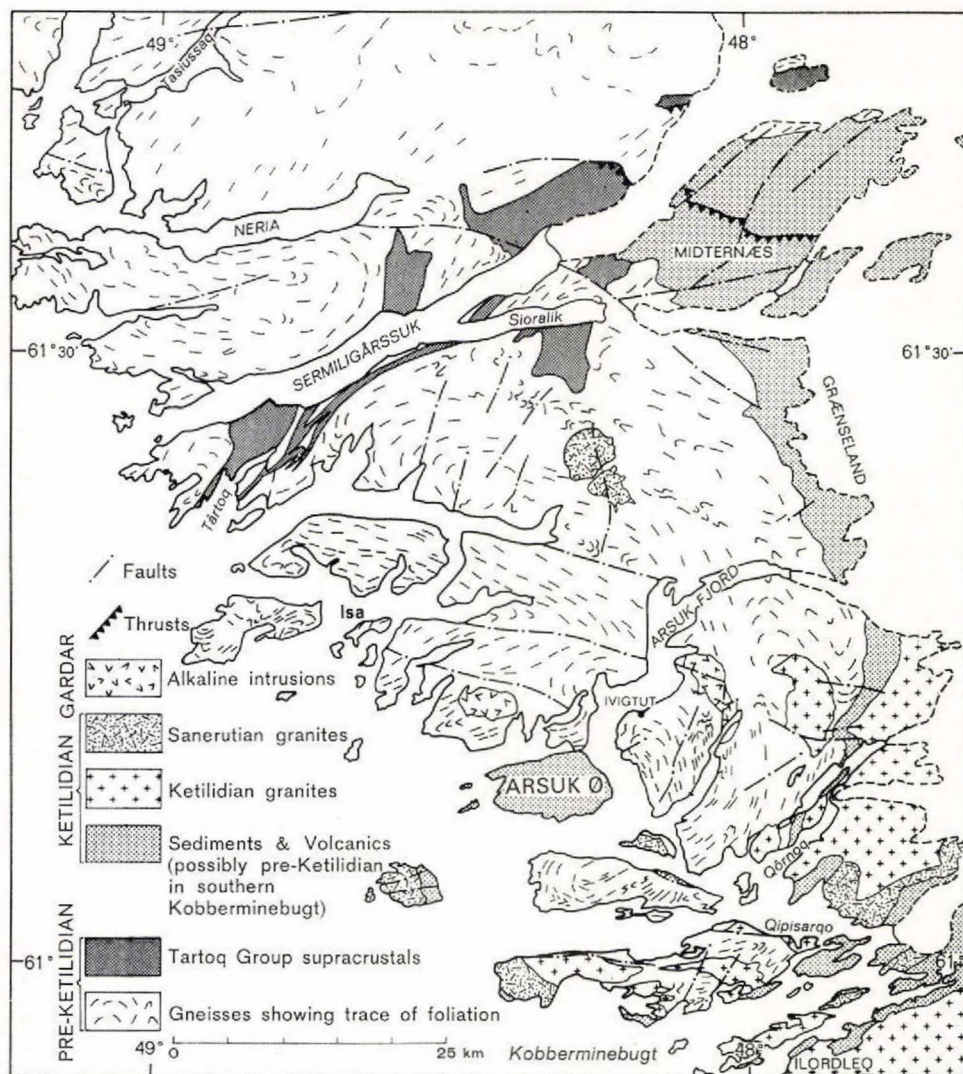 49°
48
Tasiussaq
NERIA
MIDTERNÆS
Sioralik
SERMILIGÅRSSUK
61°30'
61°30'
GRÆNSELAND
Târtoq
Faults
ARSUK FJORD
Isa
Thrusts
Alkaline intrusions
IVIGTUT
Sanerutian granites
ARSUK Ø
Ketilidian granites
Sediments & Volcanics
(possibly pre-Ketilidian
in southern
Kobberminebugt)
Qôrnoq
Qipisarqo
Tartoq Group supracrustals
61°
61°
Gneisses showing trace of foliation
GARDAR
KETILIDIAN
PRE-KETILIDIAN
49°
0
25 km
Kobberminebugt
48°
ILORDLEQ